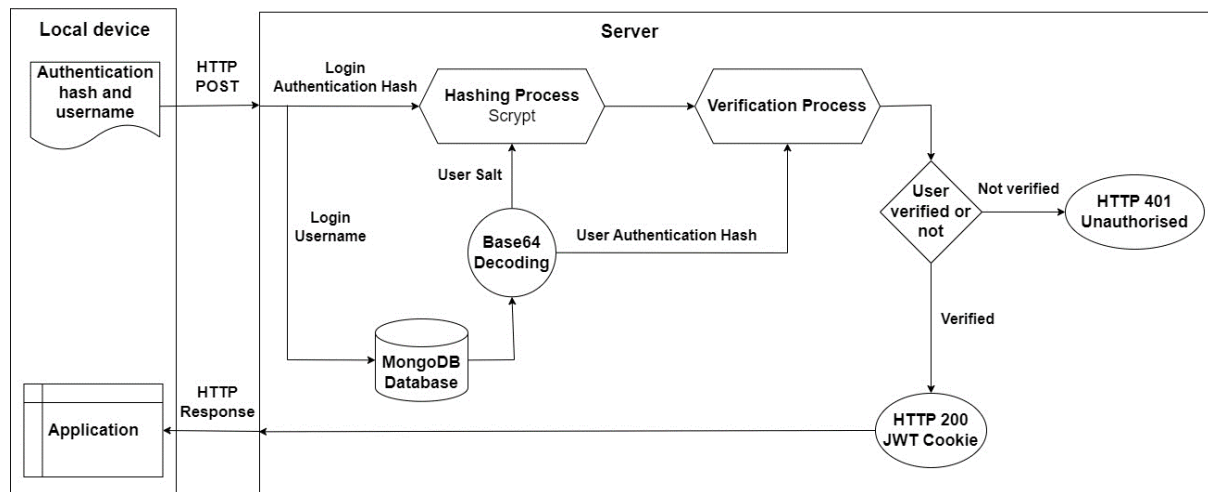 Local device
Server
Authentication
hash and
username
HTTP
POST
Login
Authentication Hash
Hashing Process
Scrypt
Verification Process
User Salt
User
verified or
not
Not verified
HTTP 401
Unauthorised
Login
Username
Base64
Decoding
User Authentication Hash
Verified
MongoDB
Database
HTTP
Response
Application
HTTP 200
JWT Cookie